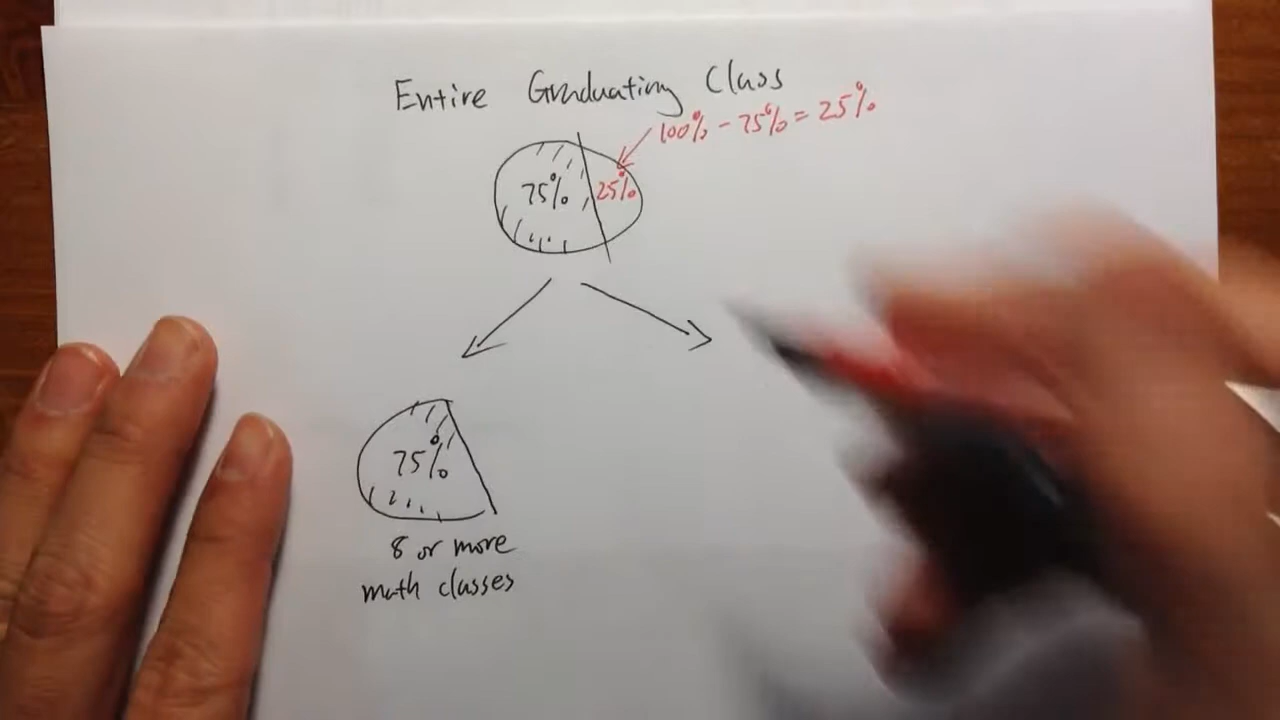 Entire Graduating Class
100% - 75% = 25%
75% 25%
75%
8 or more
math classes